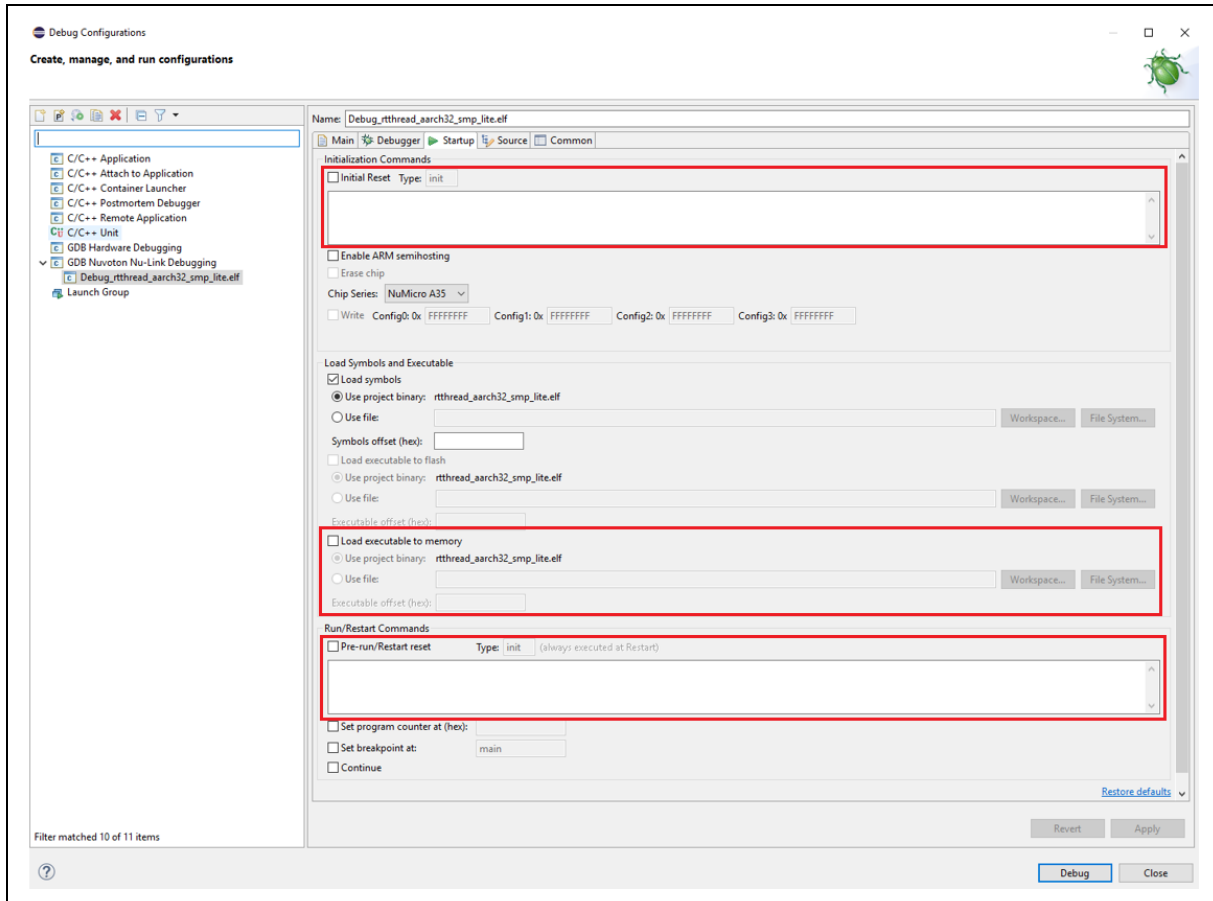 Debug Configurations
Create, manage, and run configurations
Name: Debug_rtthread_aarch32_smp_lite.elf
Main Debugger Startup Source Common
C/C++ Application
C/C++ Attach to Application
C/C++ Container Launcher
C/C++ Postmortem Debugger
C/C++ Remote Application
C/C++ Unit
GDB Hardware Debugging
GDB Nuvoton Nu-Link Debugging
Debug_rtthread_aarch32_smp_lite.elf
Launch Group
Filter matched 10 of 11 items
Initialization Commands
Initial Reset Type: init
Enable ARM semihosting
Erase chip
Chip Series: NuMicro A35
Write Config0: 0x FFFFFFFF Config1: 0x FFFFFFFF Config2: 0x FFFFFFFF Config3: 0x FFFFFFFF
Load Symbols and Executable
Load symbols
Use project binary: rtthread_aarch32_smp_lite.elf
Use file: Workspace... File System...
Symbols offset (hex):
Load executable to flash
Use project binary: rtthread_aarch32_smp_lite.elf
Use file: Workspace... File System...
Executable offset (hex):
Load executable to memory
Use project binary: rtthread_aarch32_smp_lite.elf
Use file: Workspace... File System...
Executable offset (hex):
Run/Restart Commands
Pre-run/Restart reset Type: init (always executed at Restart)
Set program counter at (hex):
Set breakpoint at: main
Continue
Restore defaults
Revert Apply
Debug Close